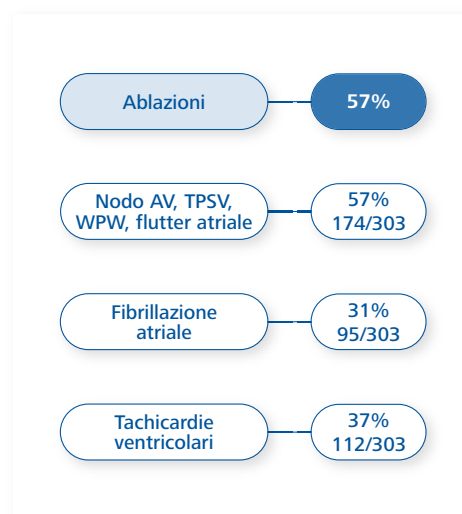 Ablazioni
57%
Nodo AV, TPSV,
WPW, flutter atriale
57%
174/303
Fibrillazione
atriale
31%
95/303
Tachicardie
ventricolari
37%
112/303